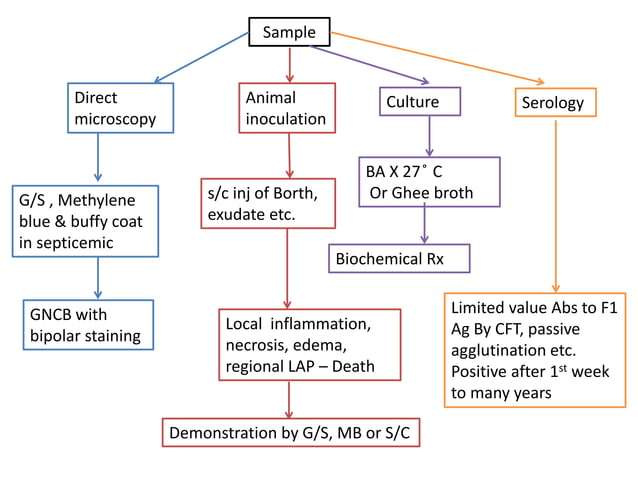 Sample
Direct
microscopy
Animal
inoculation
Culture
Serology
G/S , Methylene
blue & buffy coat
in septicemic
s/c inj of Borth,
exudate etc.
BA X 27˚ C
Or Ghee broth
Biochemical Rx
GNCB with
bipolar staining
Local inflammation,
necrosis, edema,
regional LAP – Death
Limited value Abs to F1
Ag By CFT, passive
agglutination etc.
Positive after 1st week
to many years
Demonstration by G/S, MB or S/C